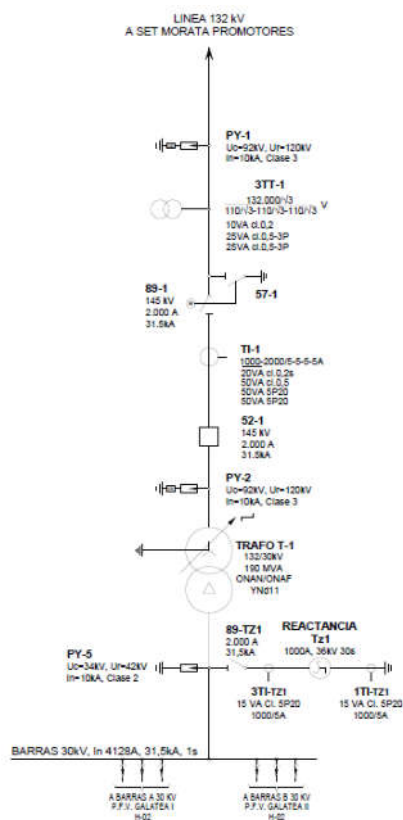 LINEA 132 kV
A SET MORATA PROMOTORES
PY-1
Uc=92kV, Ur=120kV
In=10kA, Clase 3
3TT-1
132.000/√3
110/√3-110/√3-110/√3 V
10VA cl.0,2
25VA cl.0,5-3P
25VA cl.0,5-3P
89-1
145 kV
2.000 A
31.5kA
57-1
TI-1
1000-2000/5-5-5-5A
20VA cl.0,2s
50VA cl.0,5
50VA 5P20
50VA 5P20
52-1
145 kV
2.000 A
31.5kA
PY-2
Uc=92kV, Ur=120kV
In=10kA, Clase 3
TRAFO T-1
132/30kV
190 MVA
ONAN/ONAF
YNd11
PY-5
Uc=34kV, Ur=42kV
In=10kA, Clase 2
89-TZ1
2.000 A
31,5kA
REACTANCIA
Tz1
1000A, 36kV 30s
3TI-TZ1
15 VA Cl. 5P20
1000/5A
1TI-TZ1
15 VA Cl. 5P20
1000/5A
BARRAS 30kV, In 4128A, 31,5kA, 1s
A BARRAS A 30 KV
P.F.V. GALATEA I
H-02
A BARRAS B 30 KV
P.F.V. GALATEA II
H-02